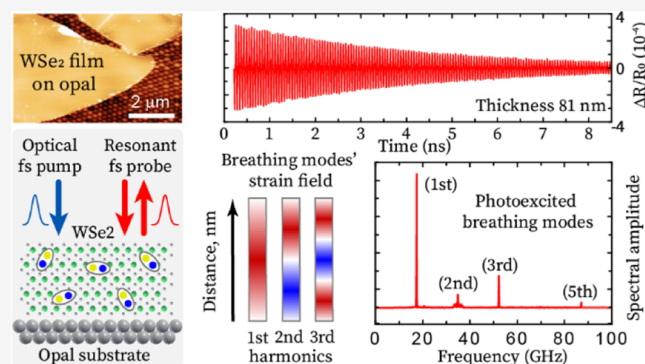 WSe₂ film
on opal
2 μm
4
0
-4
ΔR/R₀ (10⁻⁴)
Thickness 81 nm
0 1 2 3 4 5 6 7 8
Time (ns)
Optical
fs pump
Resonant
fs probe
WSe2
Opal substrate
Breathing modes'
strain field
Distance, nm
1st 2nd 3rd
harmonics
(1st)
Photoexcited
breathing modes
(2nd)
(3rd)
(5th)
Spectral amplitude
0 20 40 60 80 100
Frequency (GHz)